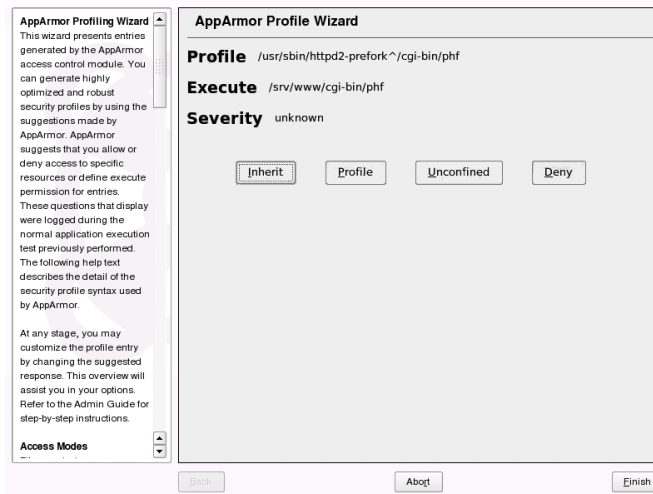 AppArmor Profiling Wizard
This wizard presents entries
generated by the AppArmor
access control module. You
can generate highly
optimized and robust
security profiles by using the
suggestions made by
AppArmor. AppArmor
suggests that you allow or
deny access to specific
resources or define execute
permission for entries.
These questions that display
were logged during the
normal application execution
test previously performed.
The following help text
describes the detail of the
security profile syntax used
by AppArmor.
At any stage, you may
customize the profile entry
by changing the suggested
response. This overview will
assist you in your options.
Refer to the Admin Guide for
step-by-step instructions.
Access Modes
AppArmor Profile Wizard
Profile /usr/sbin/httpd2-prefork^/cgi-bin/phf
Execute /srv/www/cgi-bin/phf
Severity unknown
Inherit Profile Unconfined Deny
Back Abort Finish